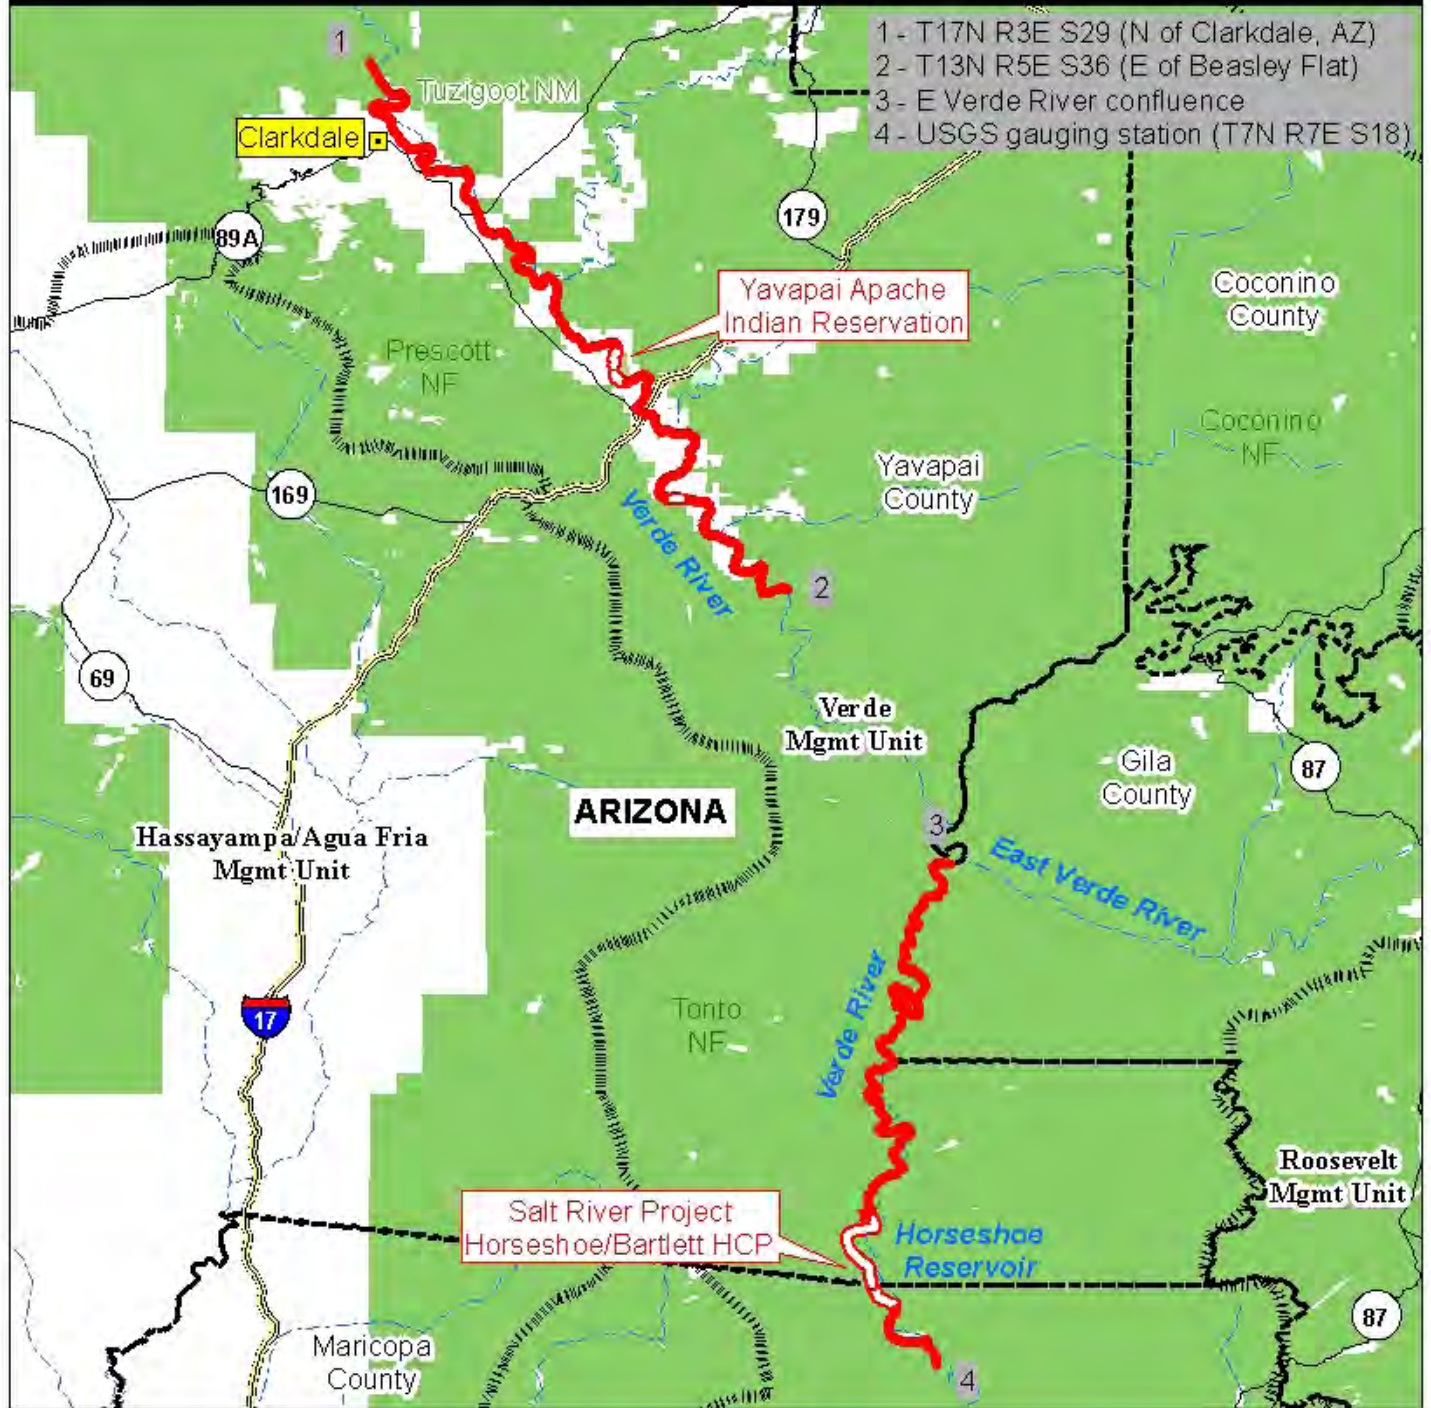 1
1 - T17N R3E S29 (N of Clarkdale, AZ)
2 - T13N R5E S36 (E of Beasley Flat)
3 - E Verde River confluence
4 - USGS gauging station (T7N R7E S18)
Tuzigoot NM
Clarkdale
179
89A
Yavapai Apache
Indian Reservation
Coconino
County
Prescott
NF
Coconino
NF
Yavapai
County
169
Verde River
2
69
Verde
Mgmt Unit
Gila
County
87
ARIZONA
Hassayampa/Agua Fria
Mgmt Unit
3
East Verde River
Verde River
17
Tonto
NF
Roosevelt
Mgmt Unit
Salt River Project
Horseshoe/Bartlett HCP
Horseshoe
Reservoir
87
Maricopa
County
4